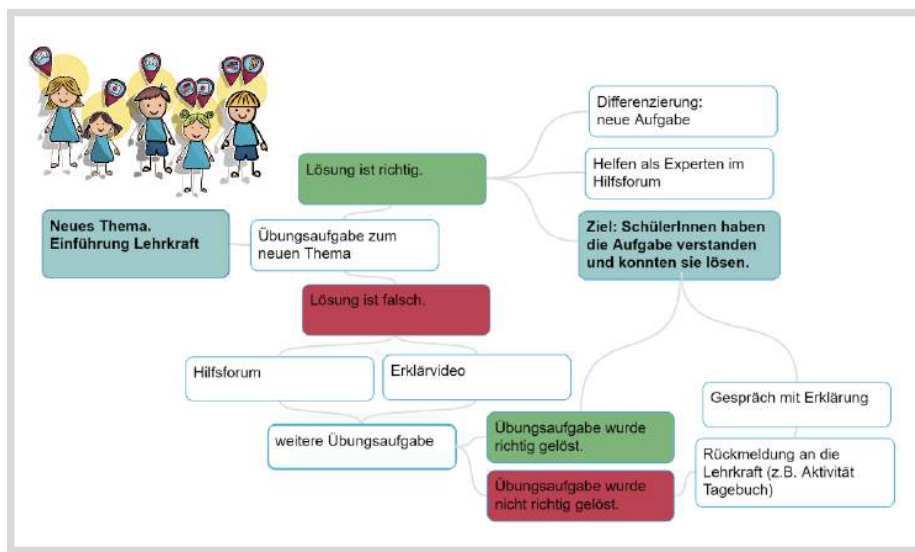 Differenzierung:
neue Aufgabe
Lösung ist richtig.
Helfen als Experten im
Hilfsforum
Neues Thema.
Einführung Lehrkraft
Übungsaufgabe zum
neuen Thema
Ziel: SchülerInnen haben
die Aufgabe verstanden
und konnten sie lösen.
Lösung ist falsch.
Hilfsforum
Erklärvideo
Gespräch mit Erklärung
weitere Übungsaufgabe
Übungsaufgabe wurde
richtig gelöst.
Übungsaufgabe wurde
nicht richtig gelöst.
Rückmeldung an die
Lehrkraft (z.B. Aktivität
Tagebuch)